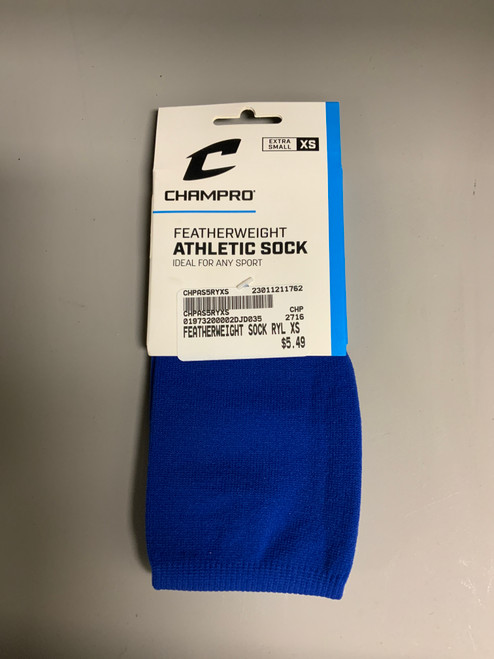 EXTRA SMALL XS
CHAMPRO®
FEATHERWEIGHT
ATHLETIC SOCK
IDEAL FOR ANY SPORT
CHPAS5RYXS 23011211762
CHPAS5RYXS CHP
01973200002DJD035 2716
FEATHERWEIGHT SOCK RYL XS
$5.49